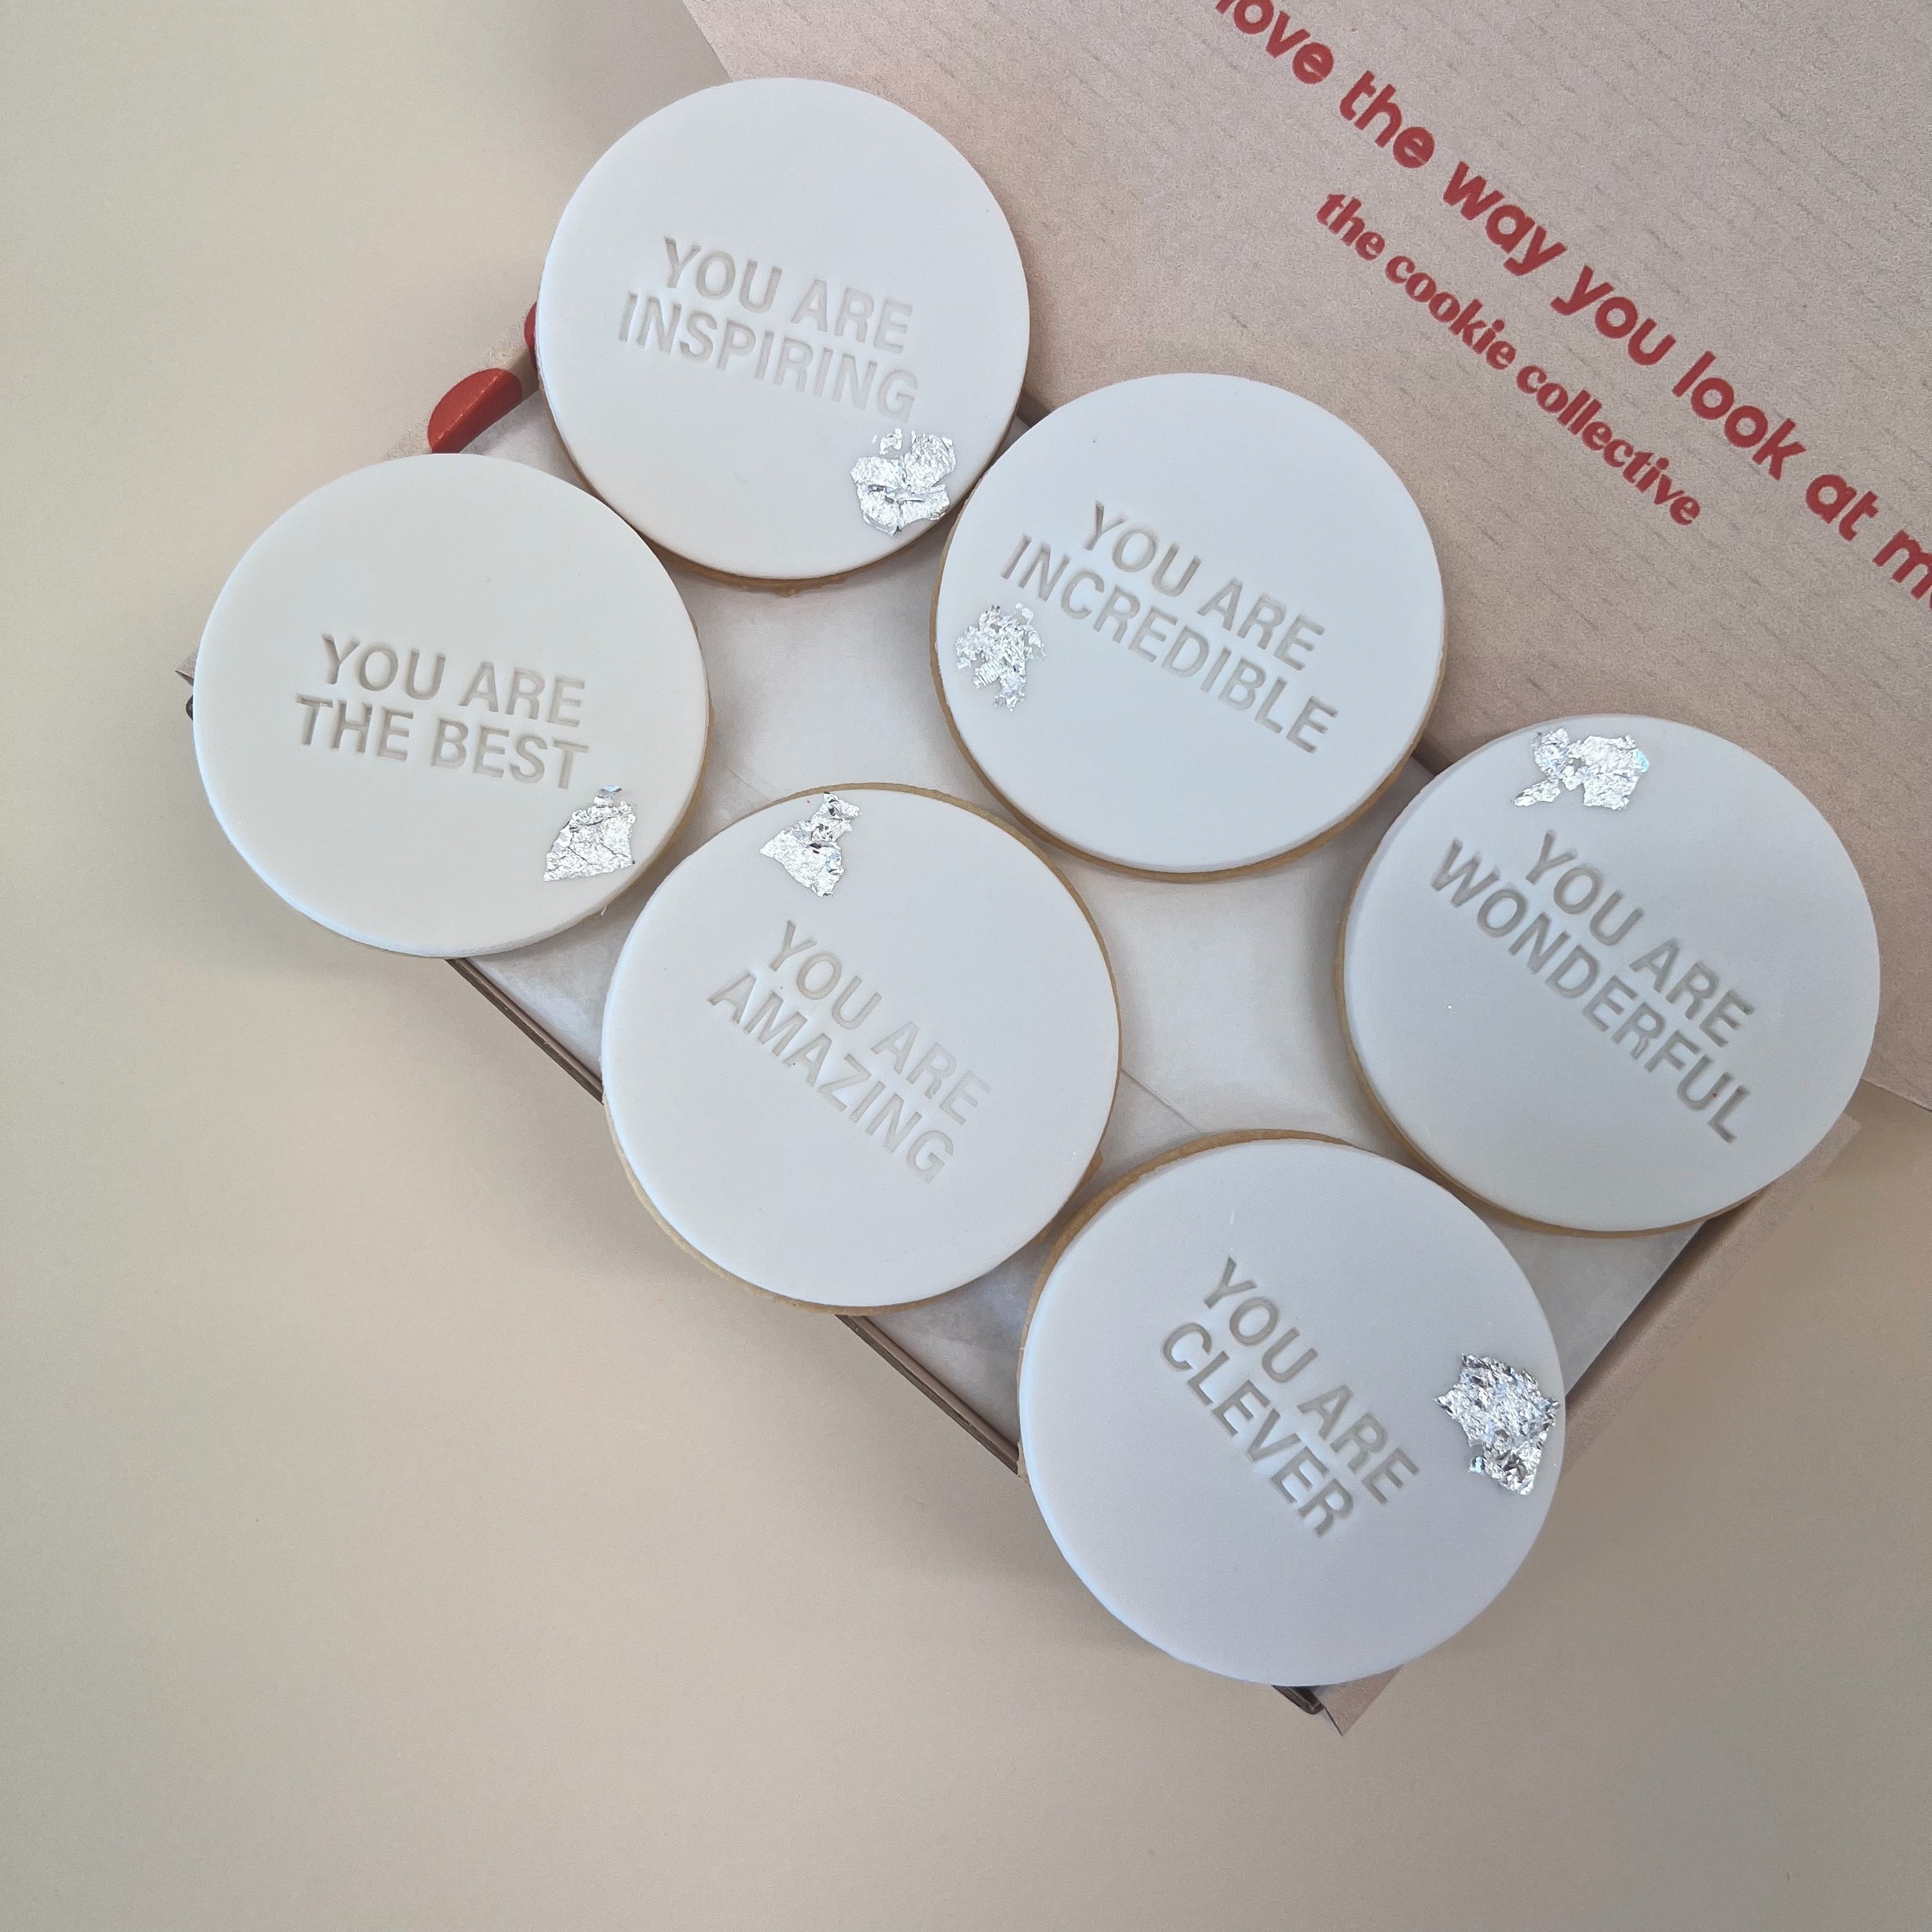 love the way you look at
the cookie collective
YOU ARE
INSPIRING
YOU ARE
INCREDIBLE
YOU ARE
THE BEST
YOU ARE
AMAZING
YOU ARE
WONDERFUL
YOU ARE
CLEVER